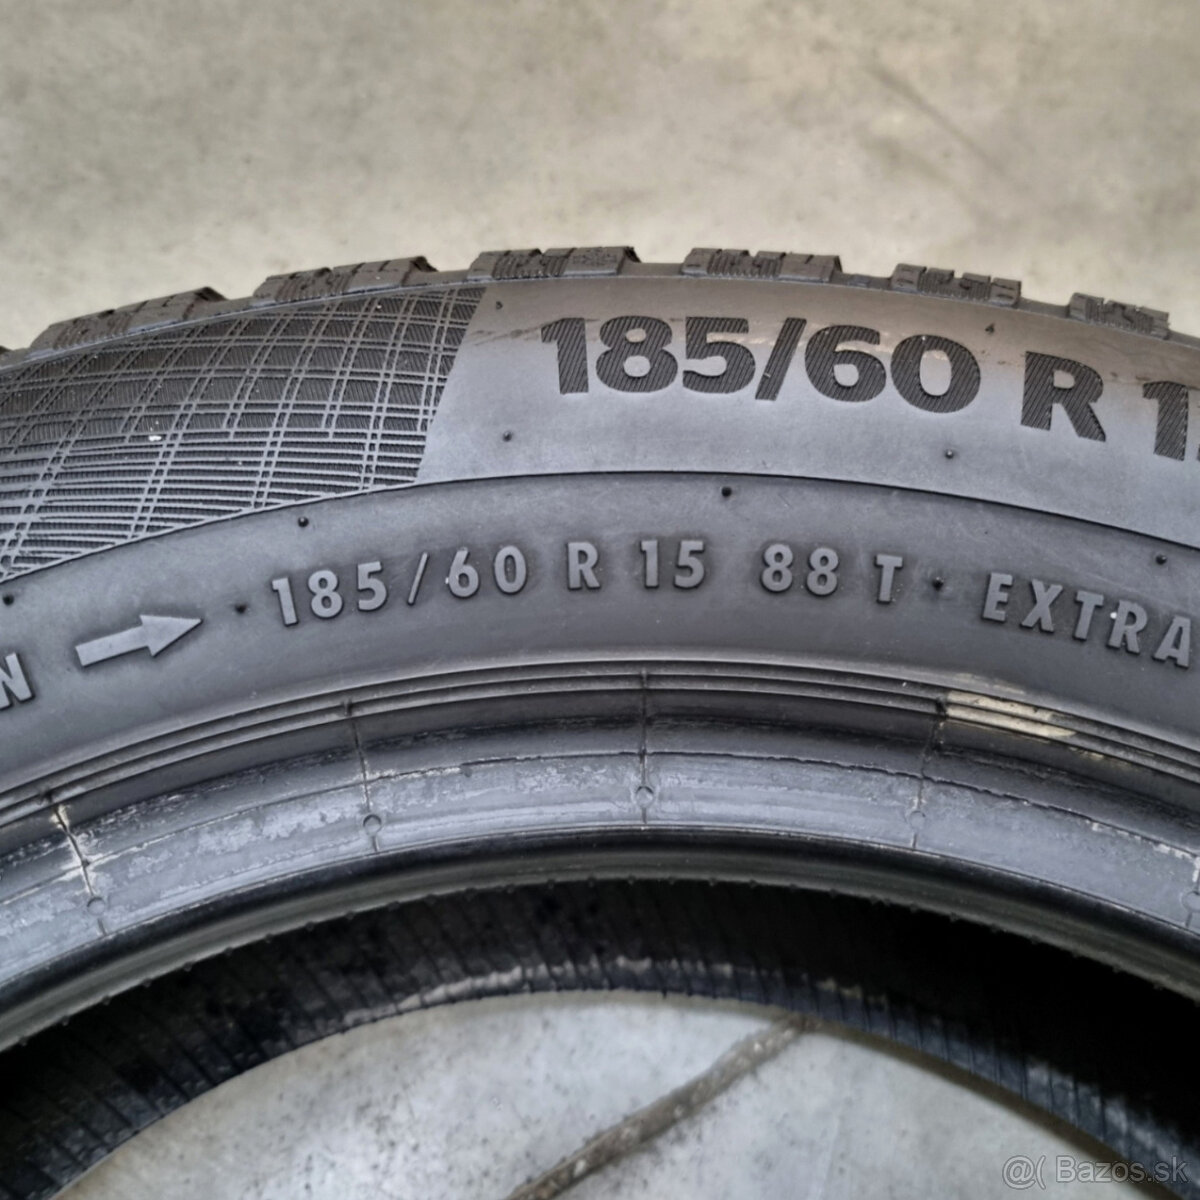 185/60 R 1
N → 185/60 R 15 88 T · EXTRA
@( Bazos.sk